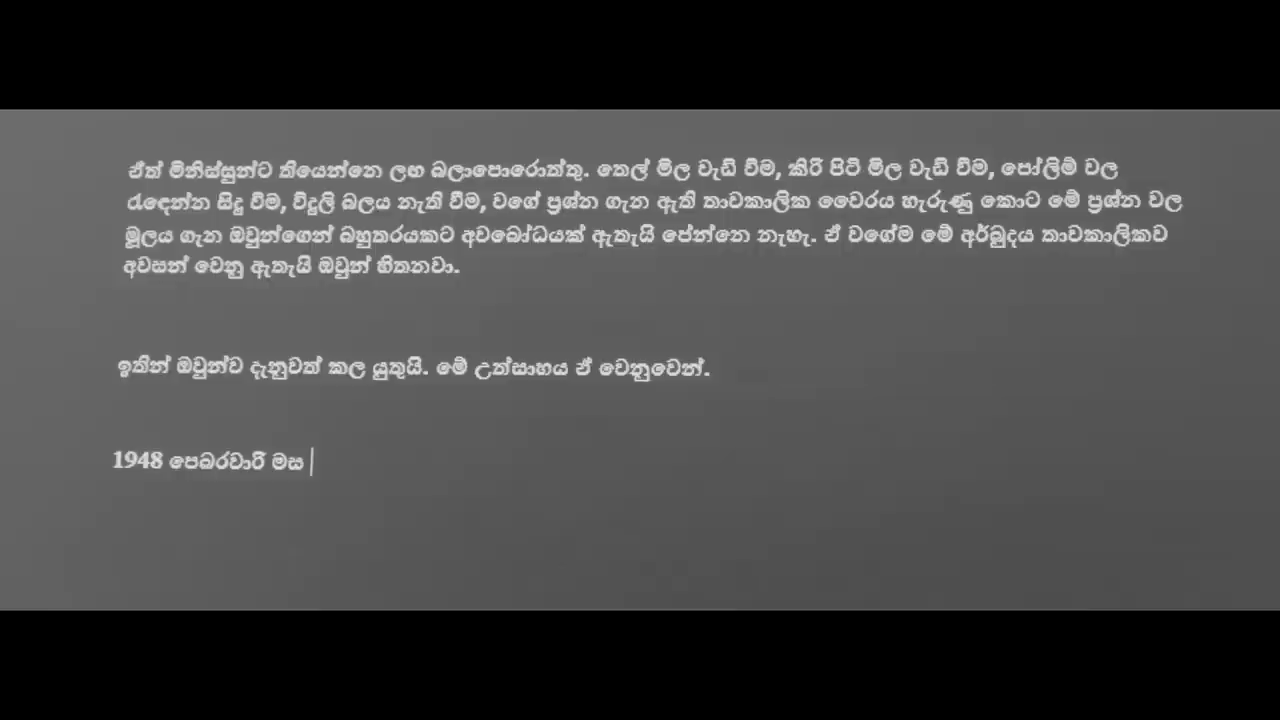 ඒත් මිනිස්සුන්ට තියෙන්නෙ ලඟ බලාපොරොත්තු. තෙල් මිල වැඩි වීම, කිරි පිටි මිල වැඩි වීම, පෝලිම් වල
රැඳෙන්න සිදු වීම, විදුලි බලය නැති වීම, වගේ ප්‍රශ්න ගැන ඇති තාවකාලික වෛරය හැරුණු කොට මේ ප්‍රශ්න වල
මූලය ගැන ඔවුන්ගෙන් බහුතරයකට අවබෝධයක් ඇතැයි පේන්නෙ නැහැ. ඒ වගේම මේ අර්බුදය තාවකාලිකව
අවසන් වෙනු ඇතැයි ඔවුන් හිතනවා.
ඉතින් ඔවුන්ව දැනුවත් කල යුතුයි. මේ උත්සාහය ඒ වෙනුවෙන්.
1948 පෙබරවාරි මස